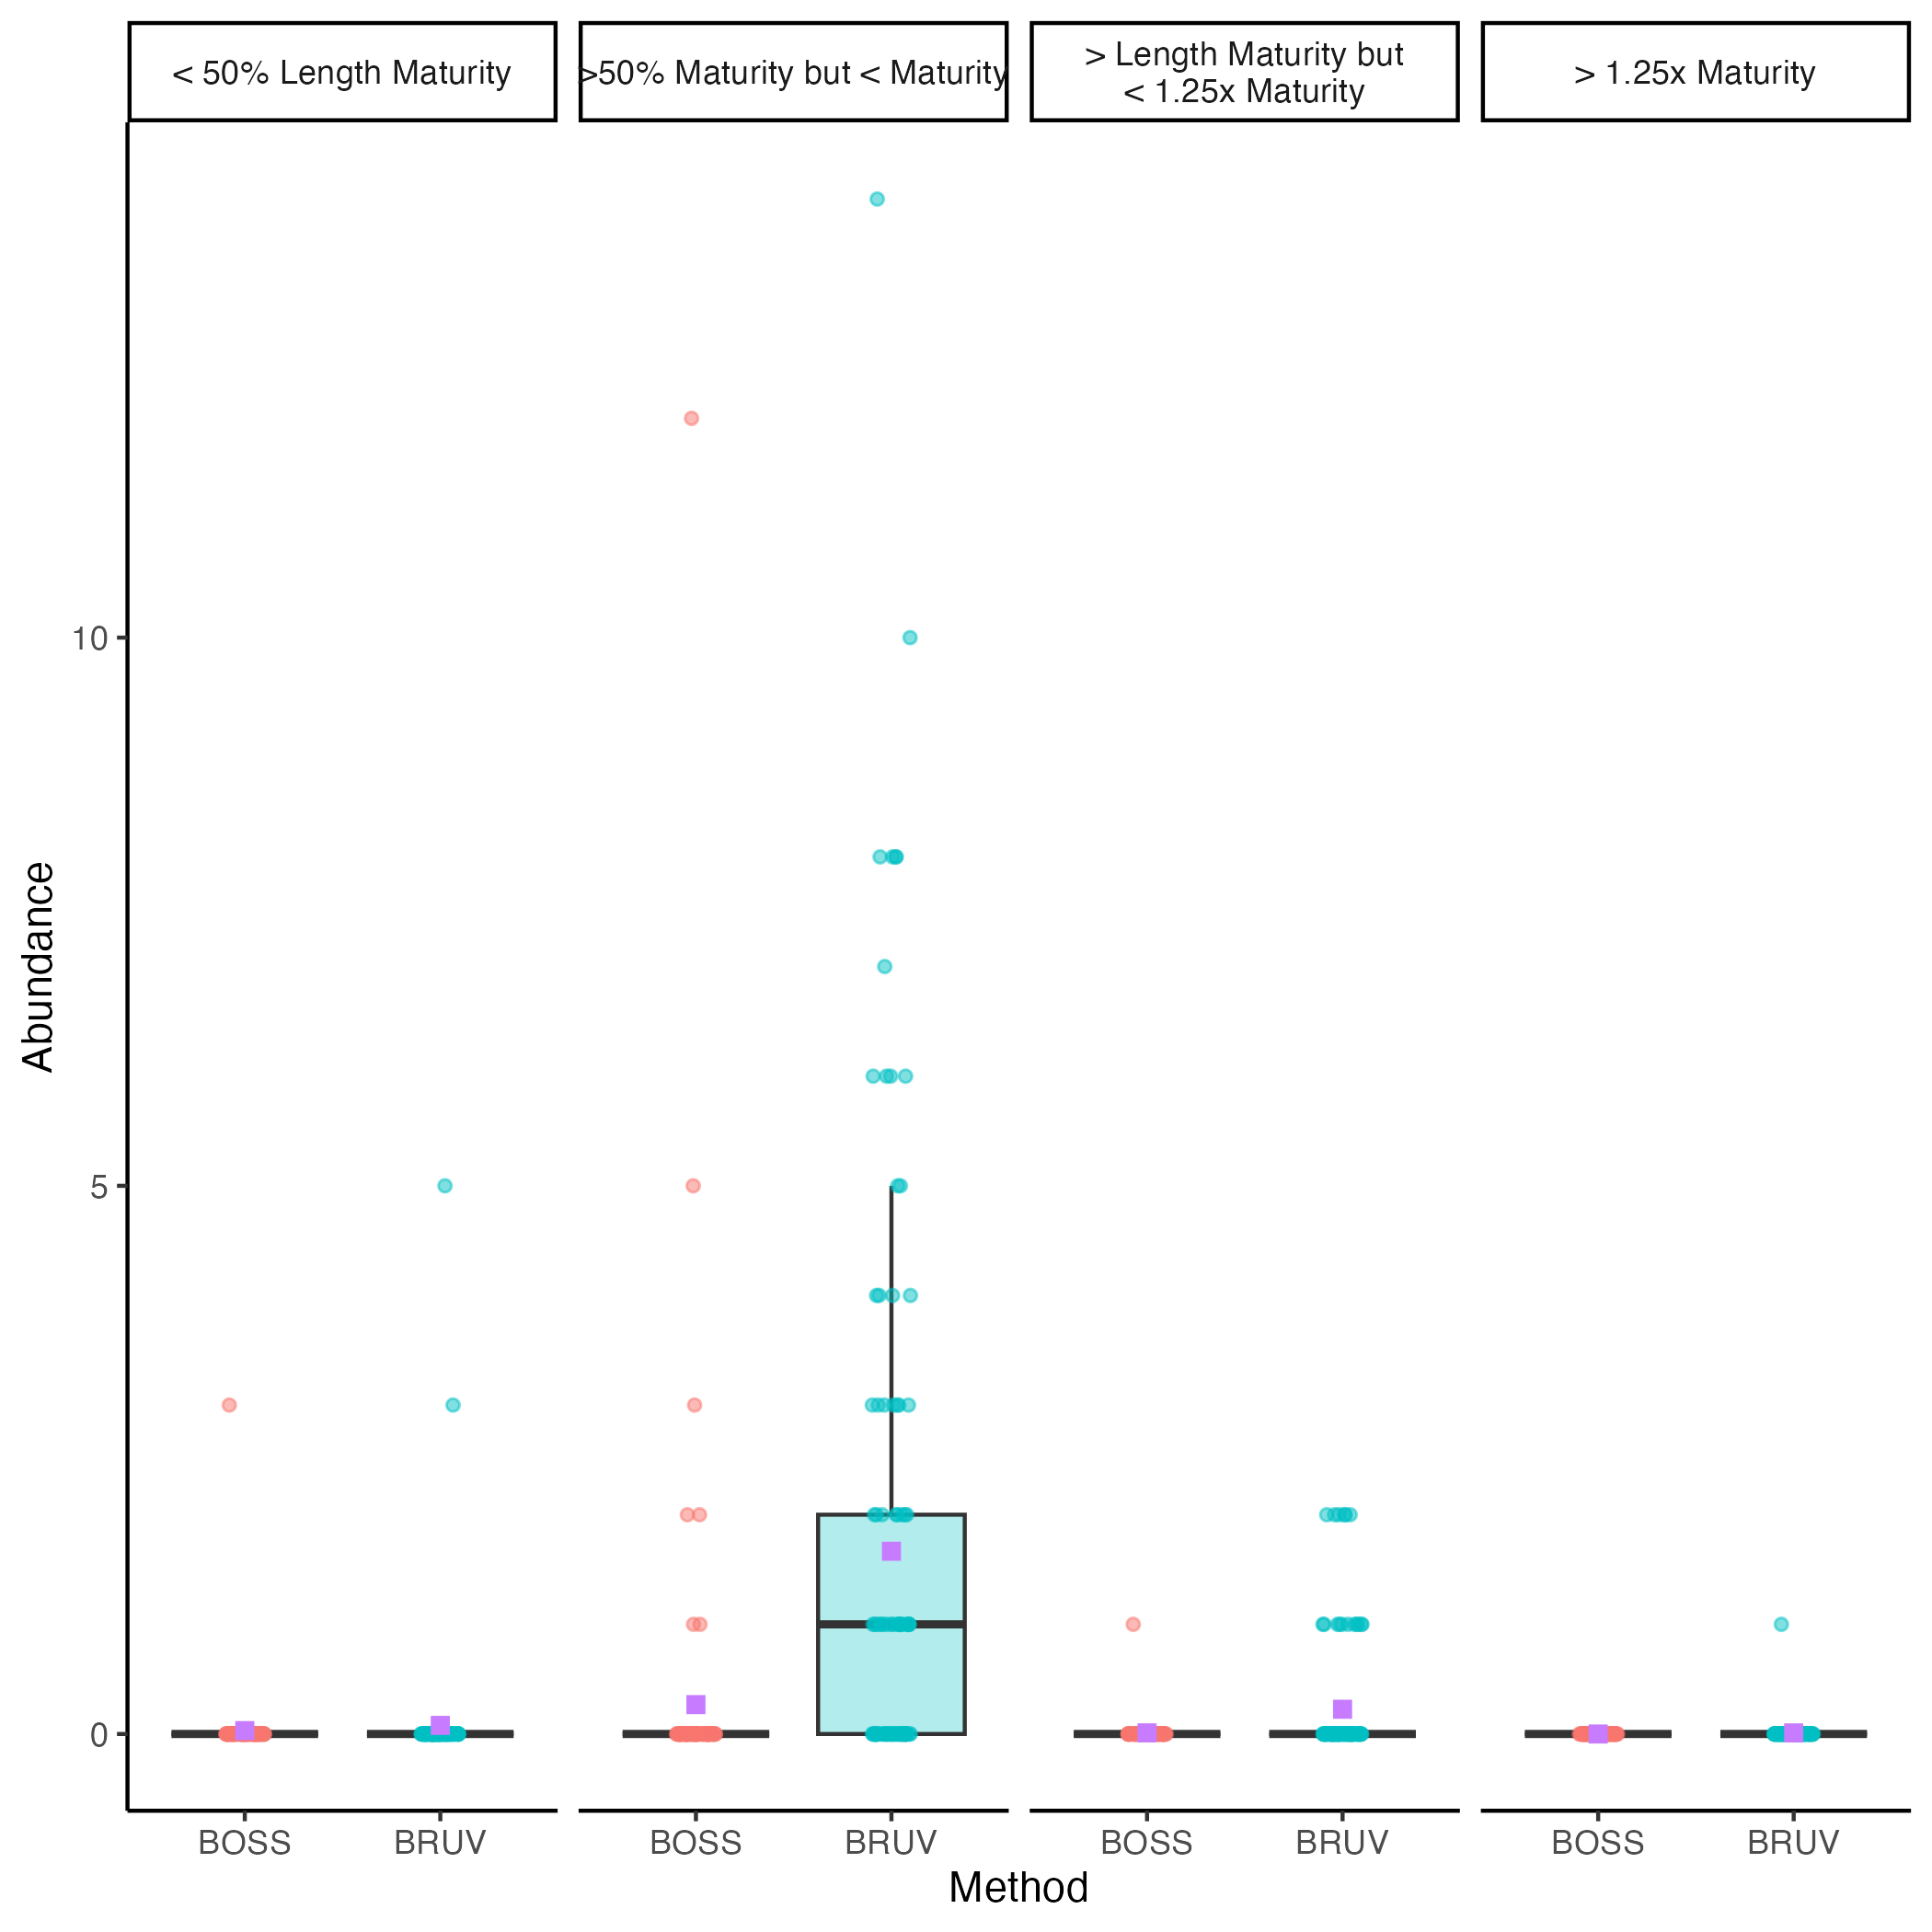 < 50% Length Maturity
>50% Maturity but < Maturity
> Length Maturity but
< 1.25x Maturity
> 1.25x Maturity
Abundance
10
5
0
BOSS
BRUV
BOSS
BRUV
BOSS
BRUV
BOSS
BRUV
Method